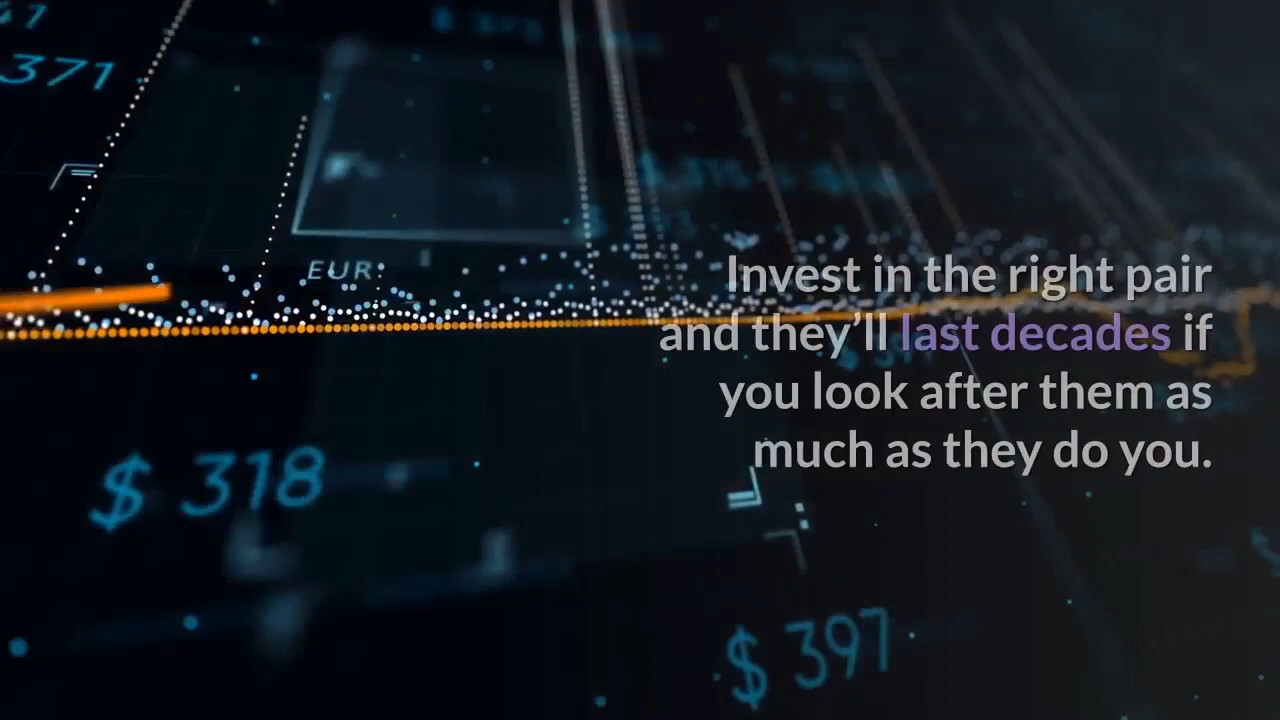 371
EUR
Invest in the right pair
and they'll last decades if
you look after them as
much as they do you.
$ 318
$ 397